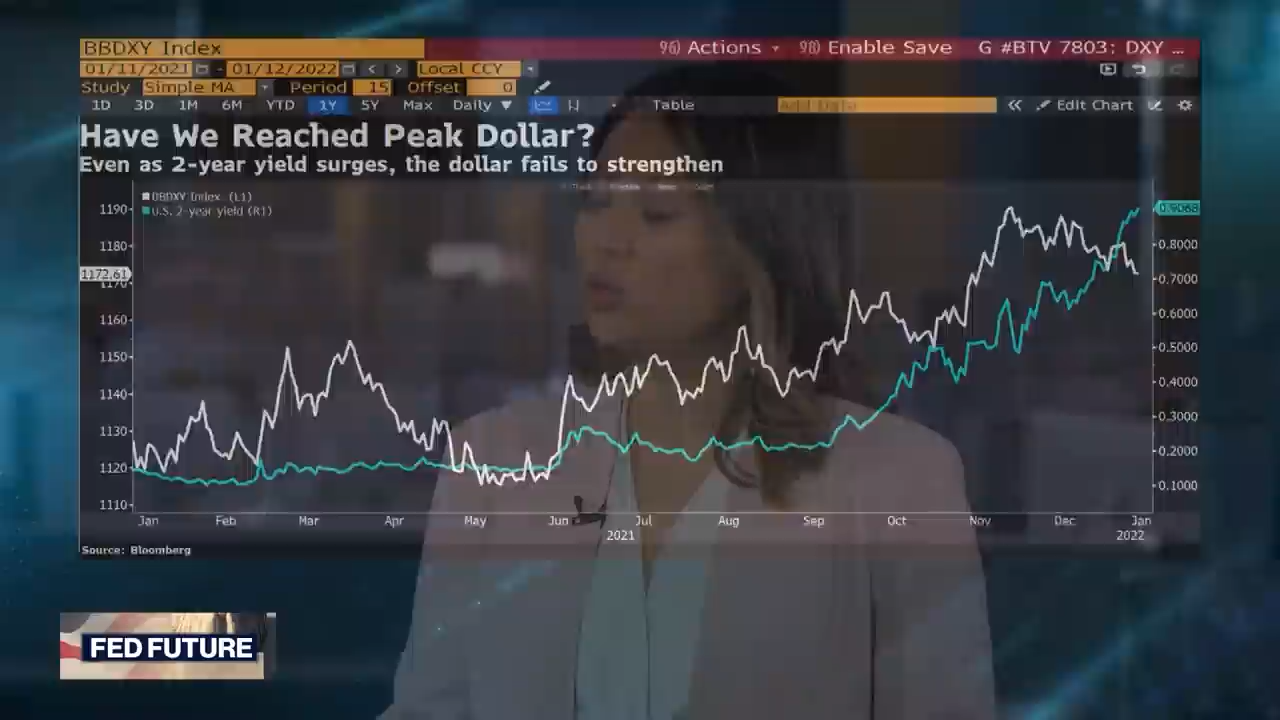 BBDXY Index 96) Actions 98) Enable Save G #BTV 7803: DXY ...
01/11/2021 - 01/12/2022 Local CCY
Study Simple MA Period 15 Offset 0
1D 3D 1M 6M YTD 1Y 5Y Max Daily Table Add Data Edit Chart
Have We Reached Peak Dollar?
Even as 2-year yield surges, the dollar fails to strengthen
BBDXY Index (L1)
U.S. 2-year yield (R1)
1190 0.9068
1180 0.8000
1172.61
1170 0.7000
1160 0.6000
1150 0.5000
1140 0.4000
1130 0.3000
1120 0.2000
1110 0.1000
Jan Feb Mar Apr May Jun Jul Aug Sep Oct Nov Dec Jan
2021 2022
Source: Bloomberg
FED FUTURE